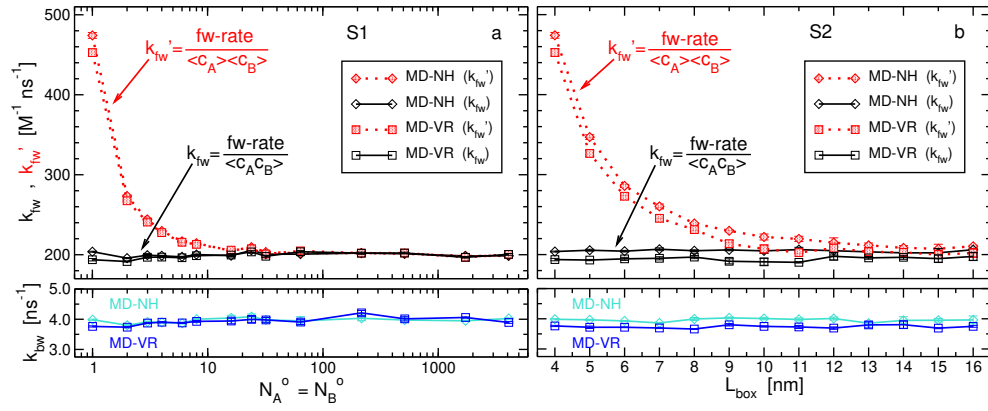 500
400
300
200
k_fw , k_fw' [M⁻¹ ns⁻¹]
S1 a
k_fw' = fw-rate / <c_A><c_B>
MD-NH (k_fw')
MD-NH (k_fw)
MD-VR (k_fw')
MD-VR (k_fw)
k_fw = fw-rate / <c_A c_B>
5.0
4.0
3.0
k_bw [ns⁻¹]
MD-NH
MD-VR
1 10 100 1000
N_A° = N_B°
S2 b
k_fw' = fw-rate / <c_A><c_B>
MD-NH (k_fw')
MD-NH (k_fw)
MD-VR (k_fw')
MD-VR (k_fw)
k_fw = fw-rate / <c_A c_B>
MD-NH
MD-VR
4 5 6 7 8 9 10 11 12 13 14 15 16
L_box [nm]